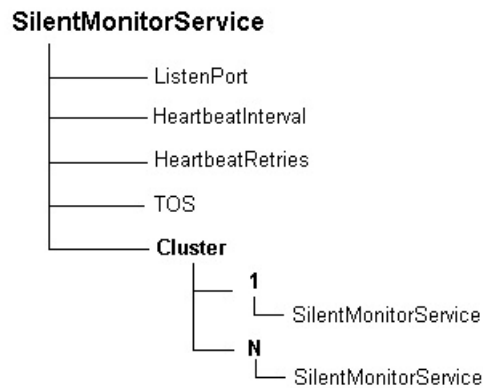 SilentMonitorService
ListenPort
HeartbeatInterval
HeartbeatRetries
TOS
Cluster
1
SilentMonitorService
N
SilentMonitorService